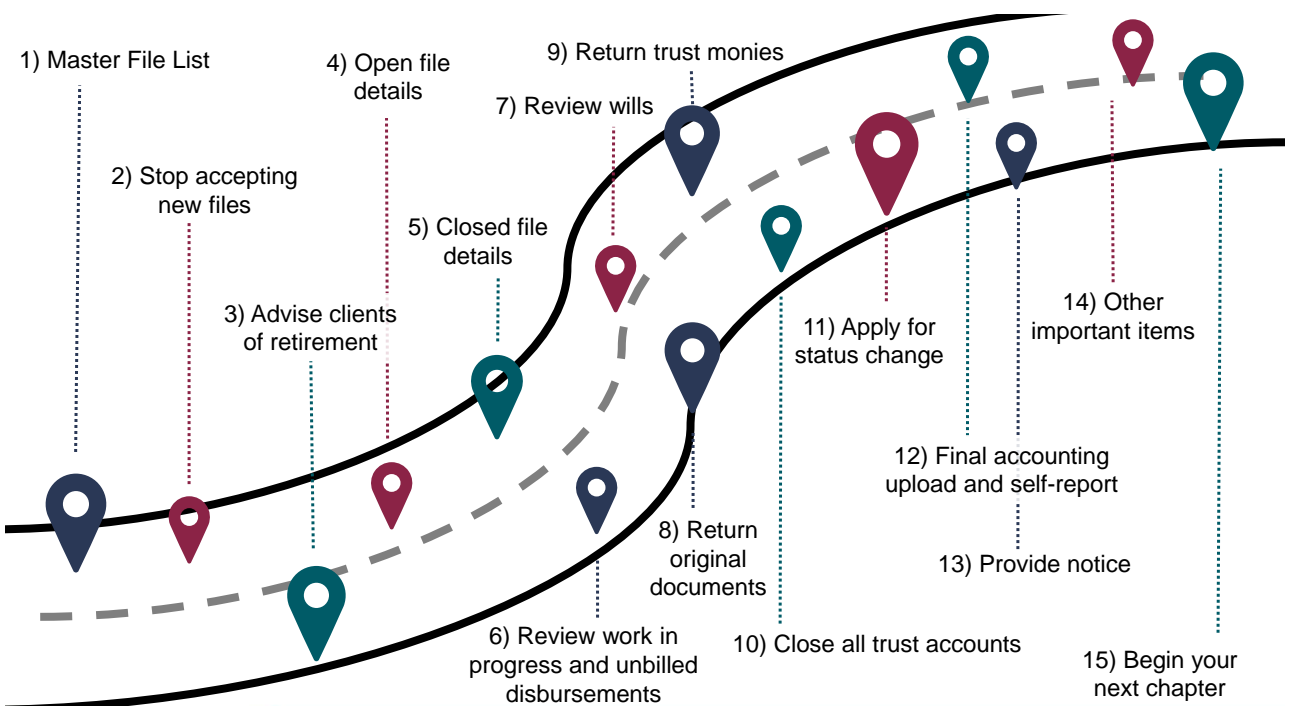 1) Master File List
2) Stop accepting
new files
3) Advise clients
of retirement
4) Open file
details
5) Closed file
details
6) Review work in
progress and unbilled
disbursements
7) Review wills
8) Return
original
documents
9) Return trust monies
10) Close all trust accounts
11) Apply for
status change
12) Final accounting
upload and self-report
13) Provide notice
14) Other
important items
15) Begin your
next chapter